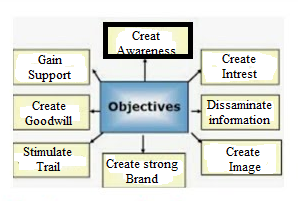 Creat
Awareness
Gain
Support
Create
Intrest
Create
Goodwill
Objectives
Dissaminate
information
Stimulate
Trail
Create strong
Brand
Create
Image